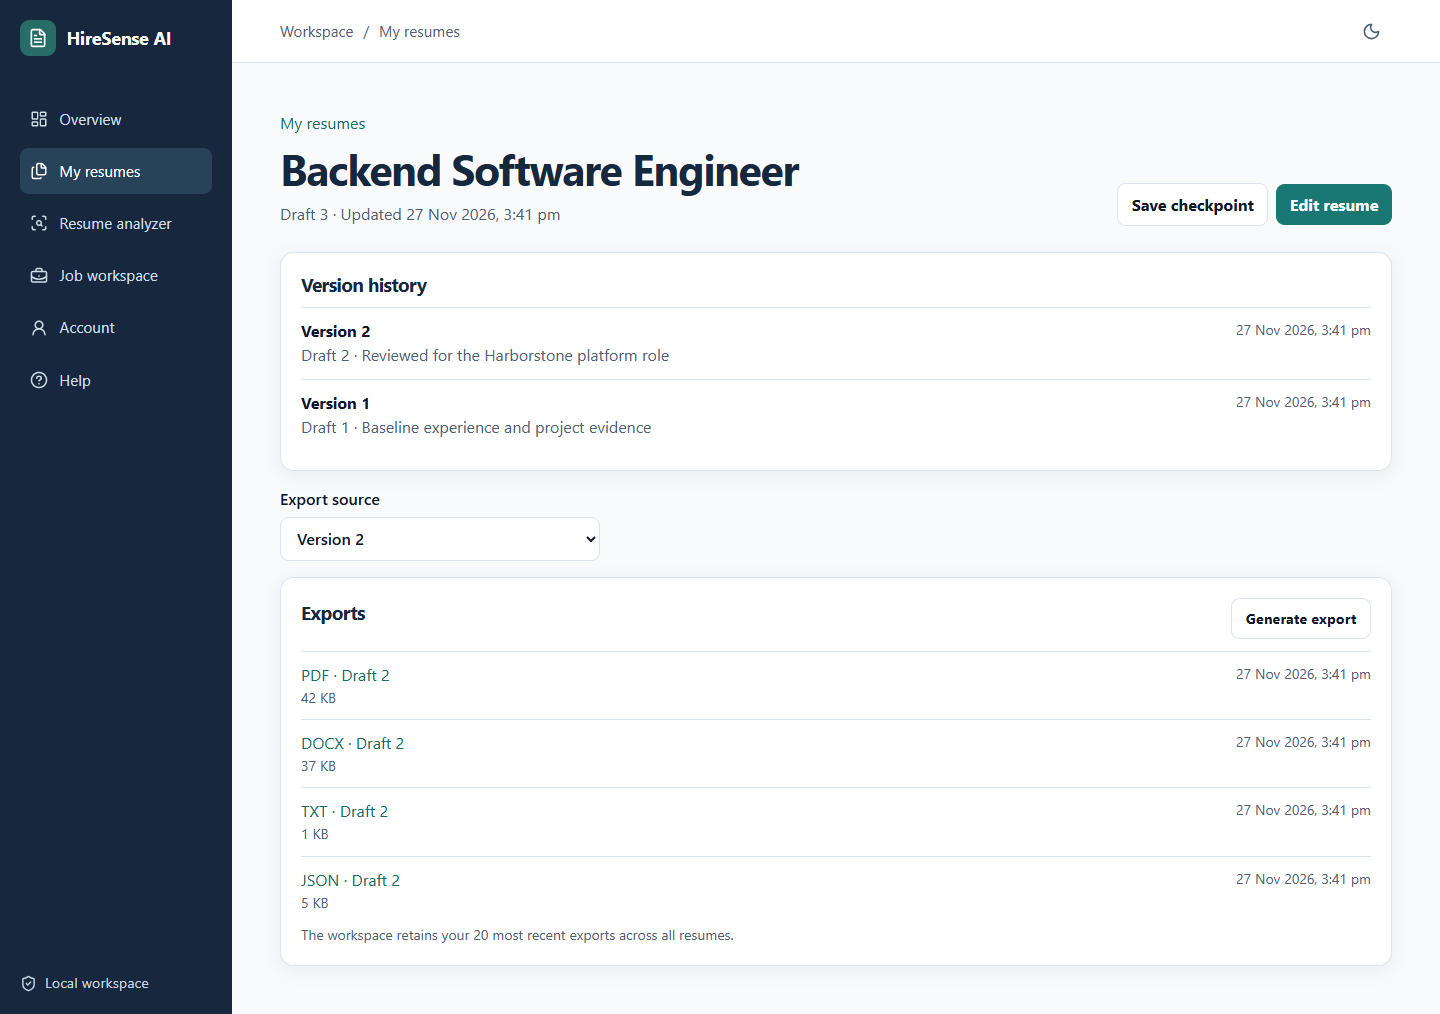 HireSense AI
Overview
My resumes
Resume analyzer
Job workspace
Account
Help
Local workspace
Workspace / My resumes
My resumes
Backend Software Engineer
Draft 3 · Updated 27 Nov 2026, 3:41 pm
Save checkpoint
Edit resume
Version history
Version 2
27 Nov 2026, 3:41 pm
Draft 2 · Reviewed for the Harborstone platform role
Version 1
27 Nov 2026, 3:41 pm
Draft 1 · Baseline experience and project evidence
Export source
Version 2
Exports
Generate export
PDF · Draft 2
27 Nov 2026, 3:41 pm
42 KB
DOCX · Draft 2
27 Nov 2026, 3:41 pm
37 KB
TXT · Draft 2
27 Nov 2026, 3:41 pm
1 KB
JSON · Draft 2
27 Nov 2026, 3:41 pm
5 KB
The workspace retains your 20 most recent exports across all resumes.